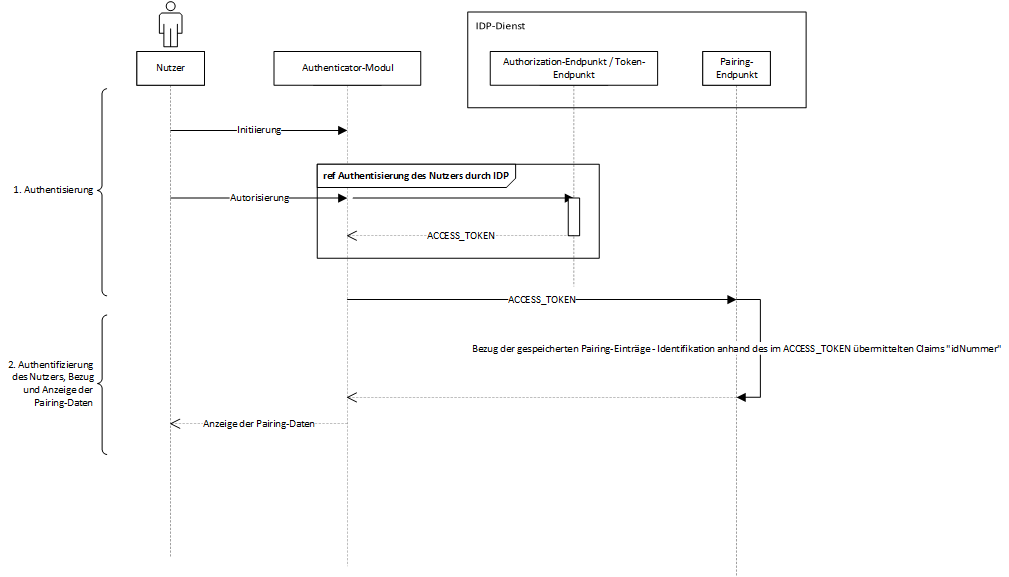 IDP-Dienst
Nutzer
Authenticator-Modul
Authorization-Endpunkt / Token-
Endpunkt
Pairing-
Endpunkt
Initiierung
ref Authentisierung des Nutzers durch IDP
1. Authentisierung
Autorisierung
ACCESS_TOKEN
ACCESS_TOKEN
Bezug der gespeicherten Pairing-Einträge - Identifikation anhand des im ACCESS_TOKEN übermittelten Claims "idNummer"
2. Authentifizierung
des Nutzers, Bezug
und Anzeige der
Pairing-Daten
Anzeige der Pairing-Daten